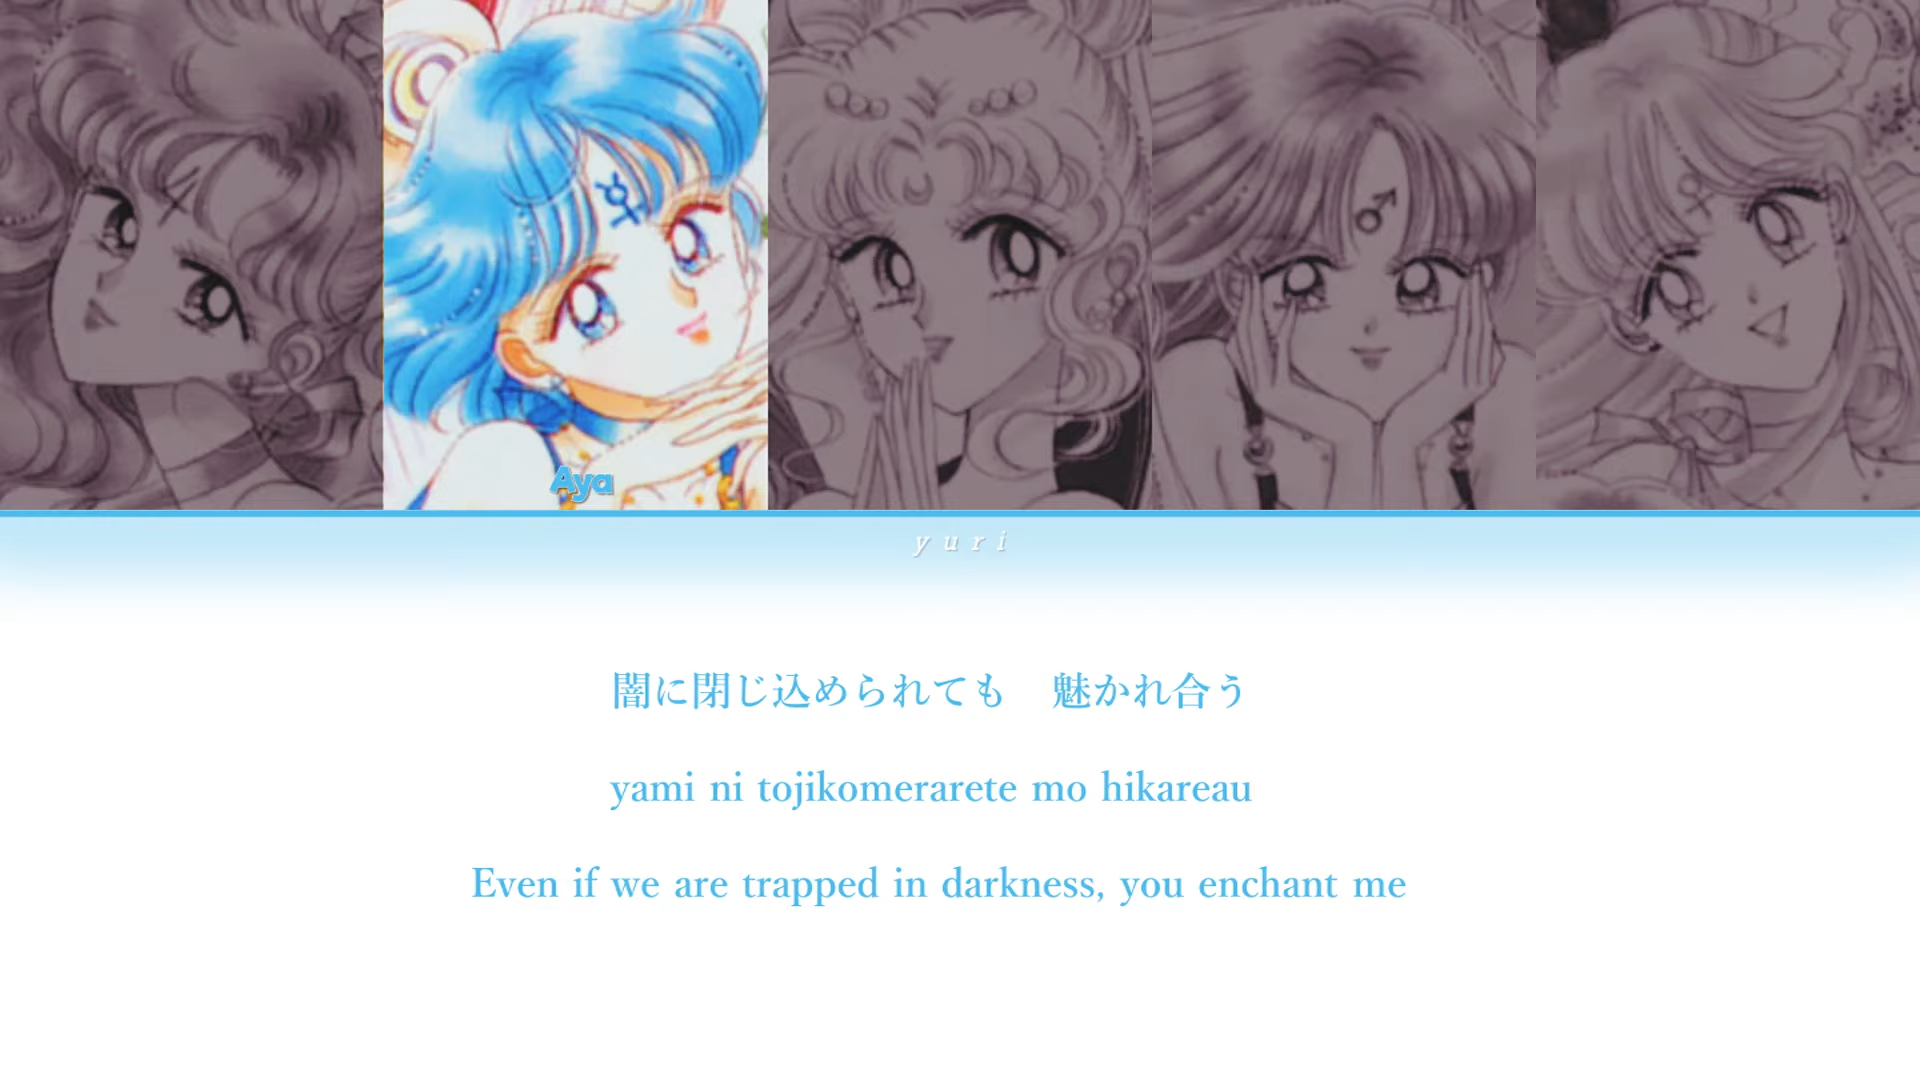 Aya
yuri
闇に閉じ込められても　魅かれ合う
yami ni tojikomerarete mo hikareau
Even if we are trapped in darkness, you enchant me